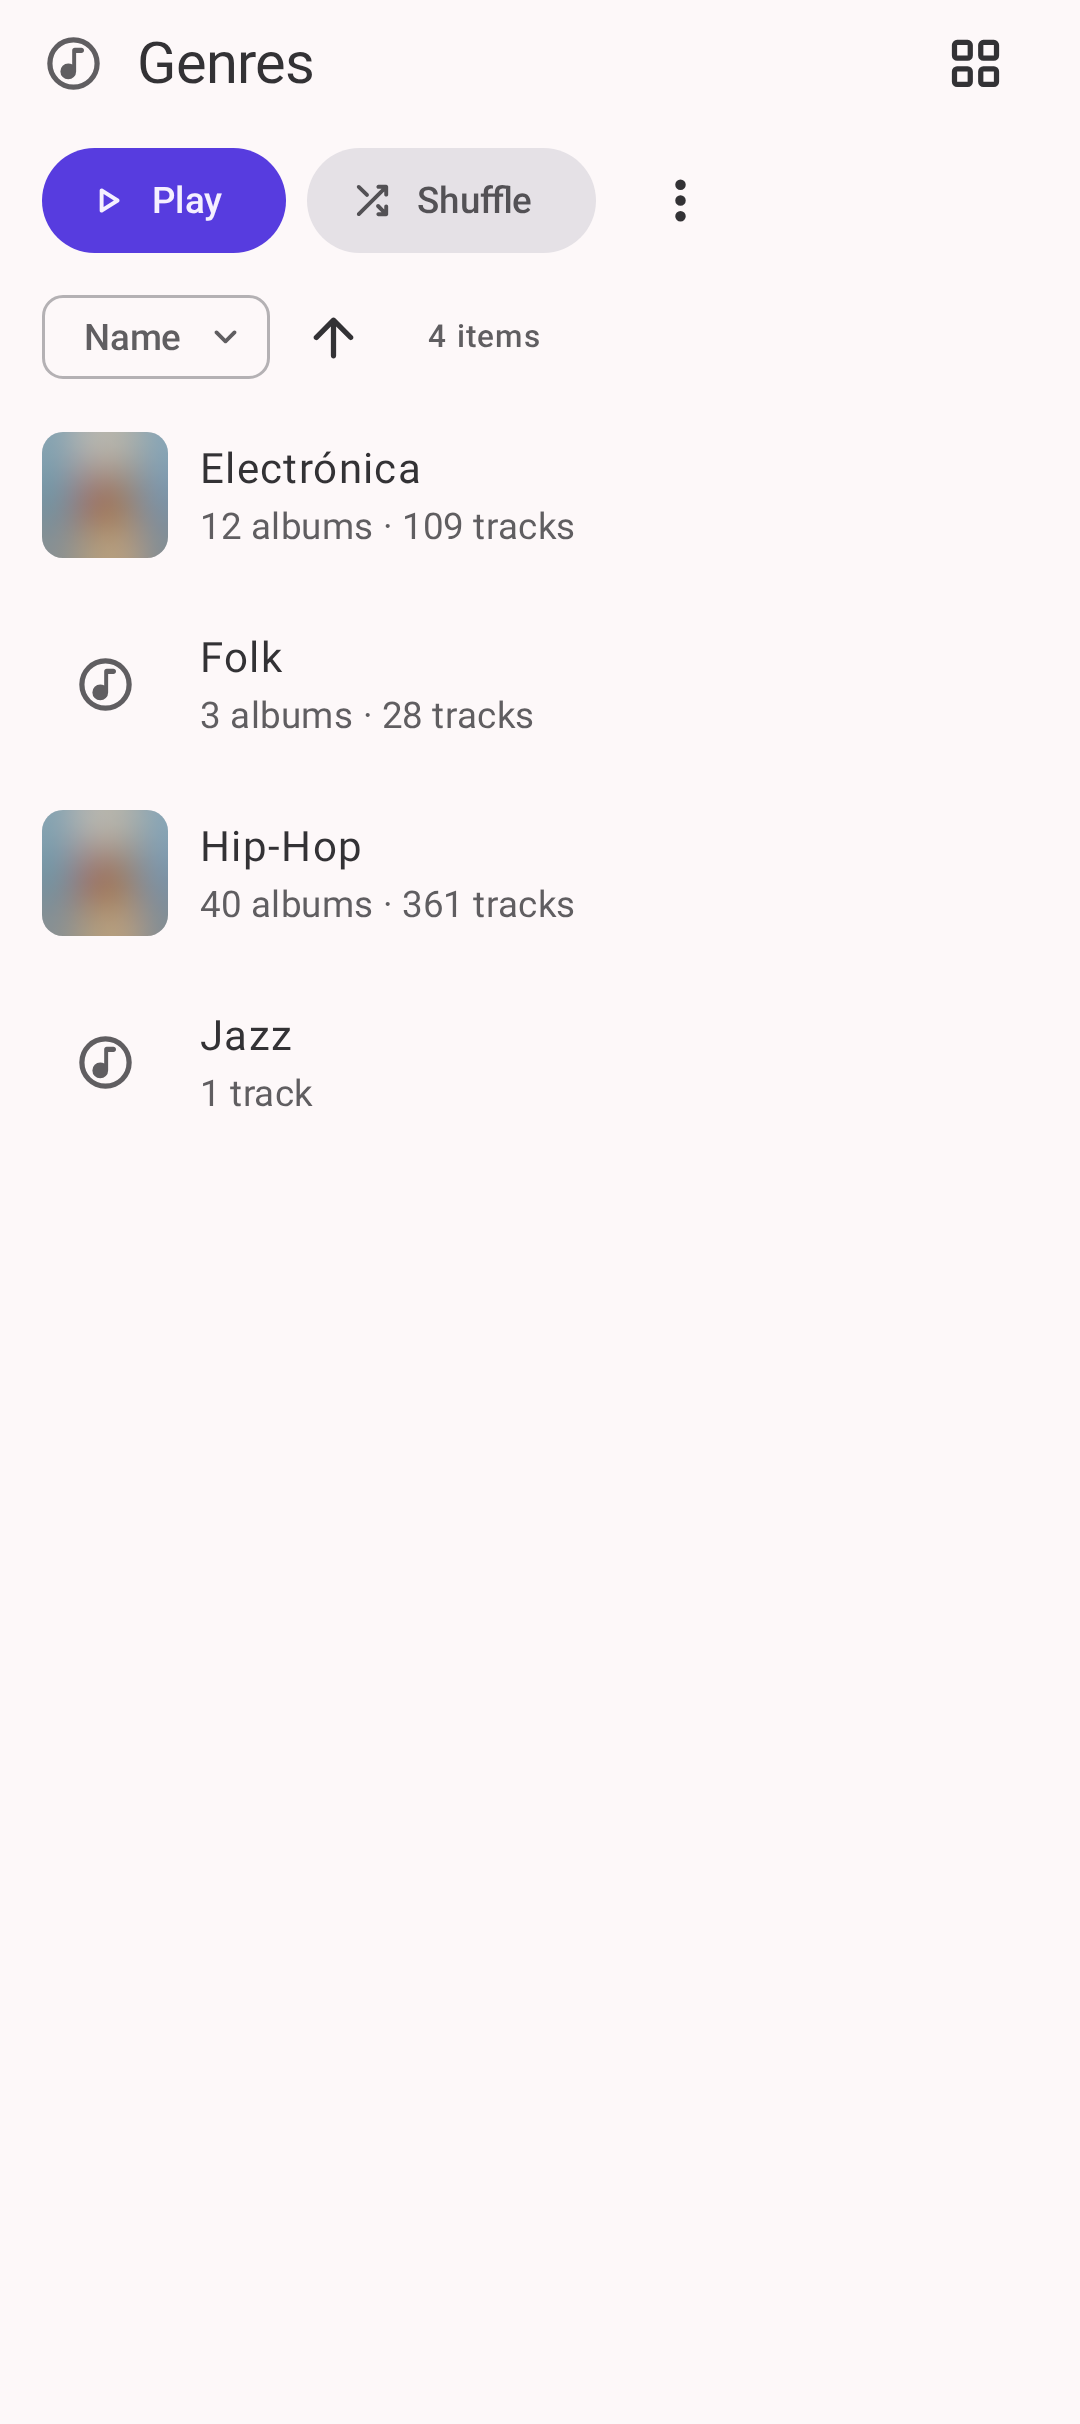 Genres
Play
Shuffle
Name
4 items
Electrónica
12 albums · 109 tracks
Folk
3 albums · 28 tracks
Hip-Hop
40 albums · 361 tracks
Jazz
1 track